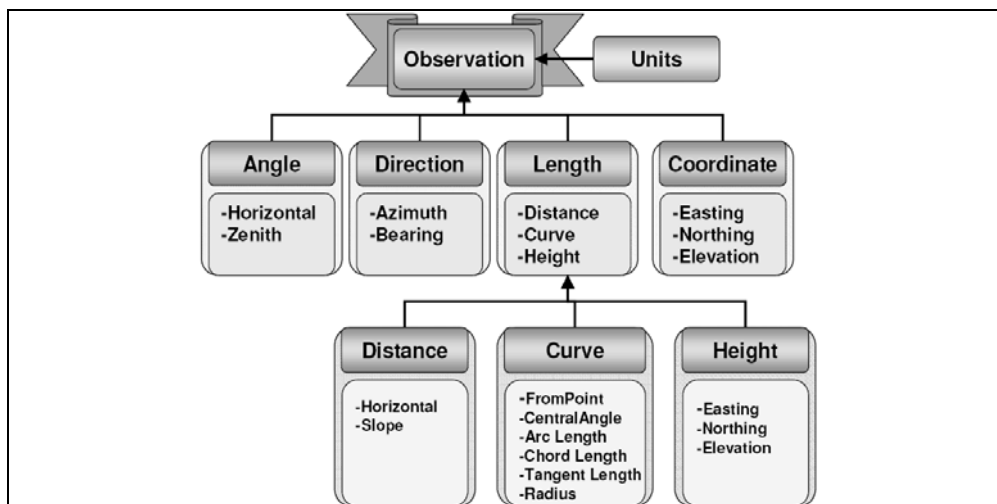 Observation
Units
Angle
-Horizontal
-Zenith
Direction
-Azimuth
-Bearing
Length
-Distance
-Curve
-Height
Coordinate
-Easting
-Northing
-Elevation
Distance
-Horizontal
-Slope
Curve
-FromPoint
-CentralAngle
-Arc Length
-Chord Length
-Tangent Length
-Radius
Height
-Easting
-Northing
-Elevation